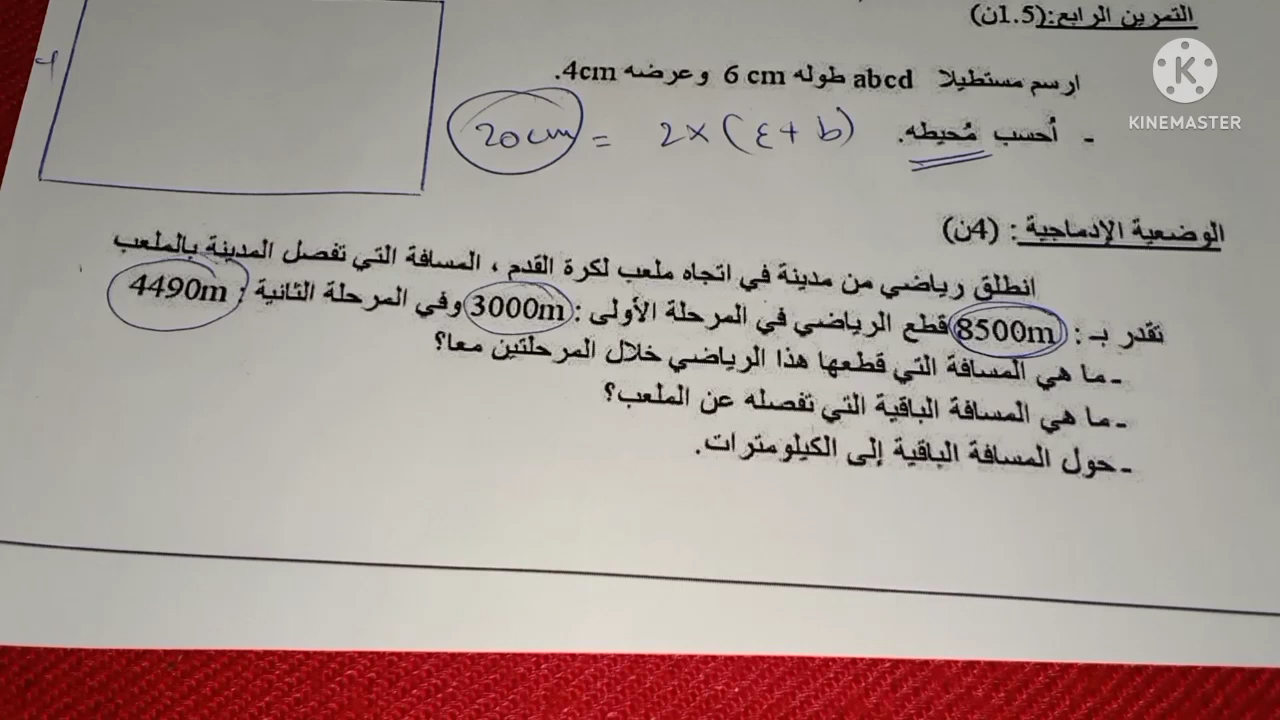 التمرين الرابع:(1.5ن)
K
KINEMASTER
ارسم مستطيلا abcd طوله 6 cm وعرضه 4cm.
4
- أحسب مُحيطه. 2×(ط + ع) = 20cm
الوضعية الإدماجية : (4ن)
انطلق رياضي من مدينة في اتجاه ملعب لكرة القدم ، المسافة التي تفصل المدينة بالملعب
تقدر بـ : 8500m قطع الرياضي في المرحلة الأولى : 3000m وفي المرحلة الثانية : 4490m
- ما هي المسافة التي قطعها هذا الرياضي خلال المرحلتين معا؟
- ما هي المسافة الباقية التي تفصله عن الملعب؟
- حول المسافة الباقية إلى الكيلومترات.